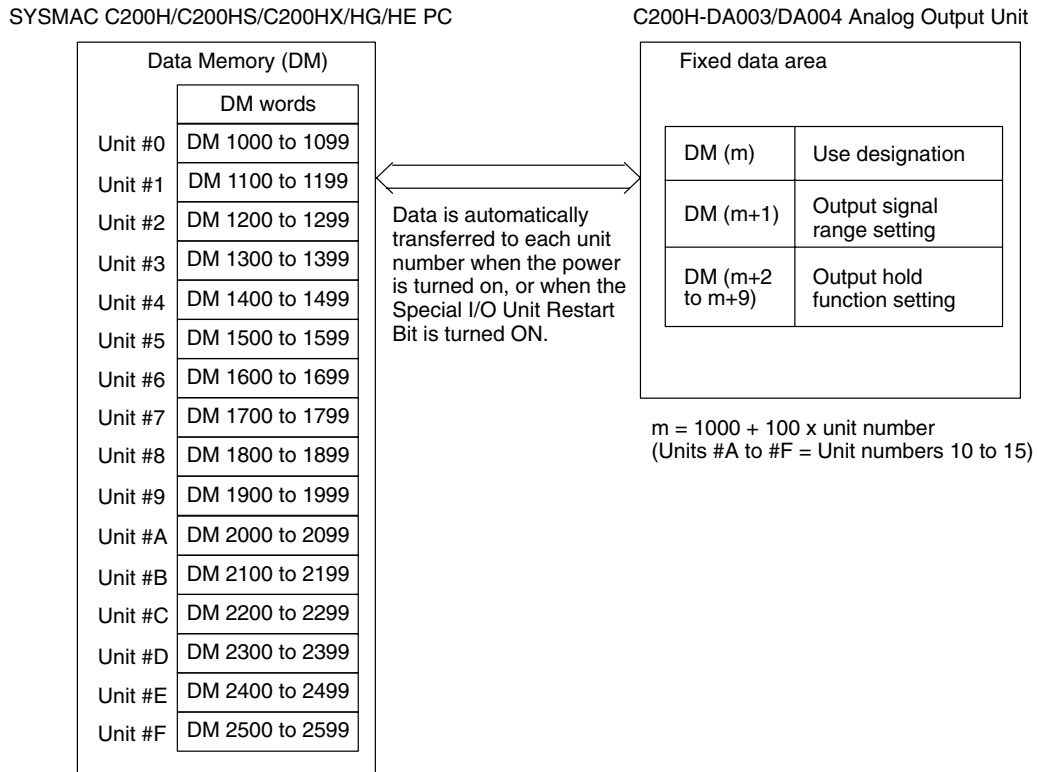 SYSMAC C200H/C200HS/C200HX/HG/HE PC
Data Memory (DM)
DM words
Unit #0 DM 1000 to 1099
Unit #1 DM 1100 to 1199
Unit #2 DM 1200 to 1299
Unit #3 DM 1300 to 1399
Unit #4 DM 1400 to 1499
Unit #5 DM 1500 to 1599
Unit #6 DM 1600 to 1699
Unit #7 DM 1700 to 1799
Unit #8 DM 1800 to 1899
Unit #9 DM 1900 to 1999
Unit #A DM 2000 to 2099
Unit #B DM 2100 to 2199
Unit #C DM 2200 to 2299
Unit #D DM 2300 to 2399
Unit #E DM 2400 to 2499
Unit #F DM 2500 to 2599
Data is automatically
transferred to each unit
number when the power
is turned on, or when the
Special I/O Unit Restart
Bit is turned ON.
C200H-DA003/DA004 Analog Output Unit
Fixed data area
DM (m) Use designation
DM (m+1) Output signal
range setting
DM (m+2 Output hold
to m+9) function setting
m = 1000 + 100 x unit number
(Units #A to #F = Unit numbers 10 to 15)